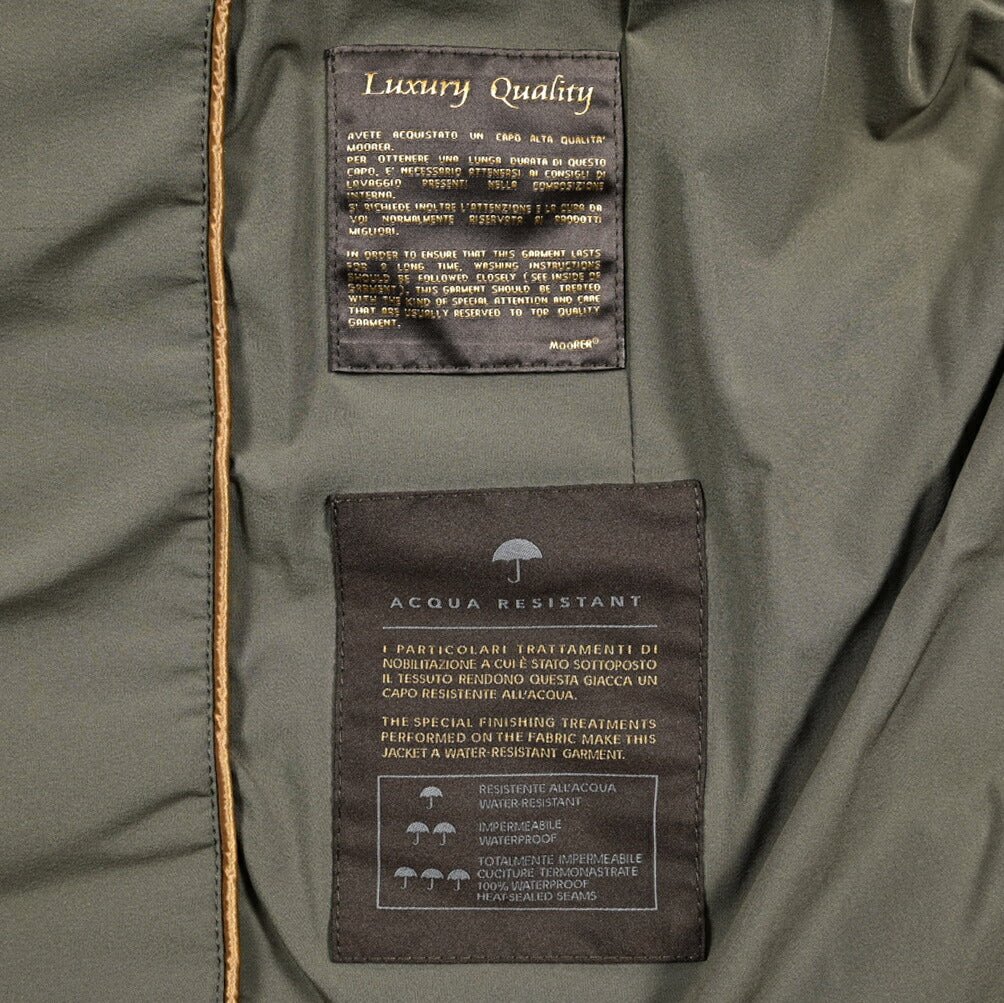 Luxury Quality
AVETE ACQUISTATO UN CAPO ALTA QUALITA'
MOORER.
PER OTTENERE UNA LUNGA DURATA DI QUESTO
CAPO, E' NECESSARIO ATTENERSI AI CONSIGLI DI
LAVAGGIO PRESENTI NELLA COMPOSIZIONE
INTERNA.
S' RICHIEDE INOLTRE L'ATTENZIONE E LA CURA DA
VOI NORMALMENTE RISERVATA AI PRODOTTI
MIGLIORI.
IN ORDER TO ENSURE THAT THIS GARMENT LASTS
FOR A LONG TIME, WASHING INSTRUCTIONS
SHOULD BE FOLLOWED CLOSELY (SEE INSIDE OF
GARMENT). THIS GARMENT SHOULD BE TREATED
WITH THE KIND OF SPECIAL ATTENTION AND CARE
THAT ARE USUALLY RESERVED TO TOP QUALITY
GARMENT.
MOORER®
ACQUA RESISTANT
I PARTICOLARI TRATTAMENTI DI
NOBILITAZIONE A CUI È STATO SOTTOPOSTO
IL TESSUTO RENDONO QUESTA GIACCA UN
CAPO RESISTENTE ALL'ACQUA.
THE SPECIAL FINISHING TREATMENTS
PERFORMED ON THE FABRIC MAKE THIS
JACKET A WATER-RESISTANT GARMENT.
RESISTENTE ALL'ACQUA
WATER-RESISTANT
IMPERMEABILE
WATERPROOF
TOTALMENTE IMPERMEABILE
CUCITURE TERMONASTRATE
100% WATERPROOF
HEAT-SEALED SEAMS